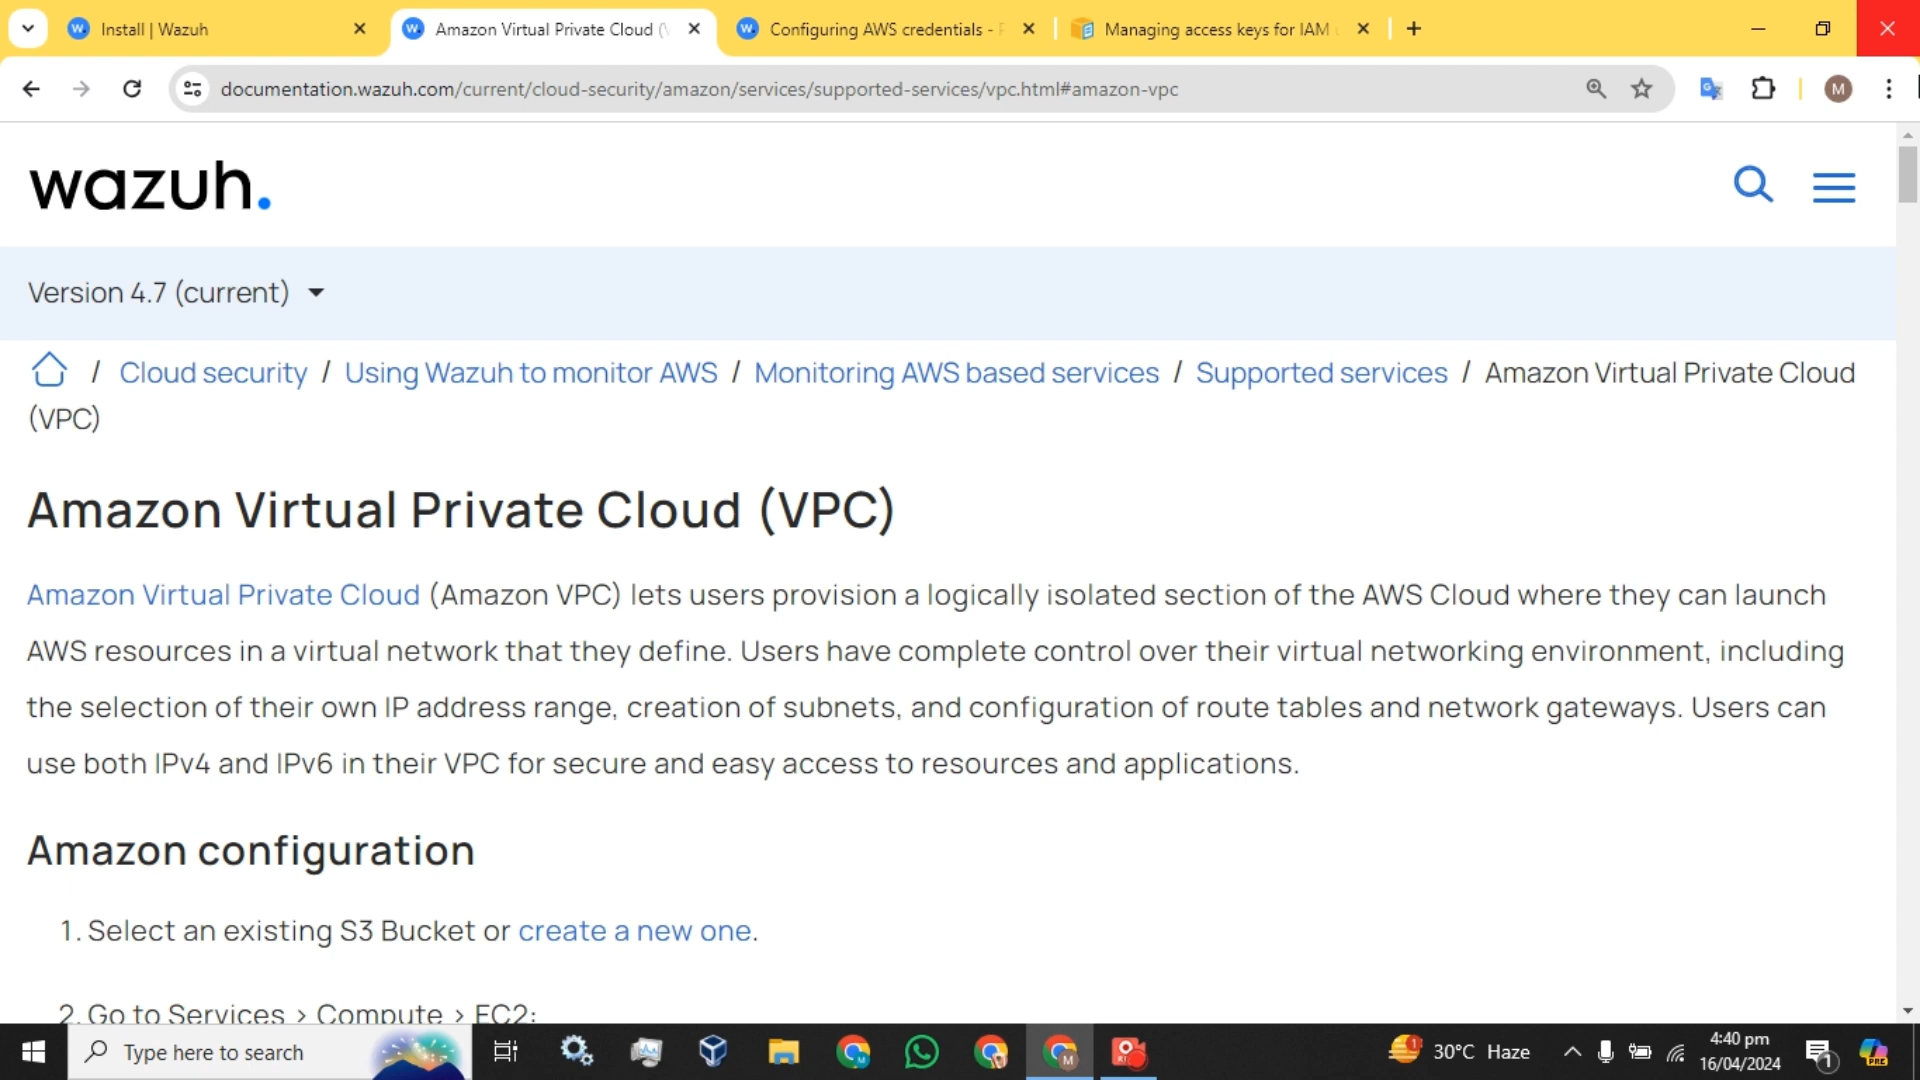 Install | Wazuh
Amazon Virtual Private Cloud (
Configuring AWS credentials -
Managing access keys for IAM
documentation.wazuh.com/current/cloud-security/amazon/services/supported-services/vpc.html#amazon-vpc
M
wazuh.
Version 4.7 (current)
/ Cloud security / Using Wazuh to monitor AWS / Monitoring AWS based services / Supported services / Amazon Virtual Private Cloud
(VPC)
Amazon Virtual Private Cloud (VPC)
Amazon Virtual Private Cloud (Amazon VPC) lets users provision a logically isolated section of the AWS Cloud where they can launch
AWS resources in a virtual network that they define. Users have complete control over their virtual networking environment, including
the selection of their own IP address range, creation of subnets, and configuration of route tables and network gateways. Users can
use both IPv4 and IPv6 in their VPC for secure and easy access to resources and applications.
Amazon configuration
1. Select an existing S3 Bucket or create a new one.
2. Go to Services > Compute > EC2:
Type here to search
30°C Haze
4:40 pm
16/04/2024
1